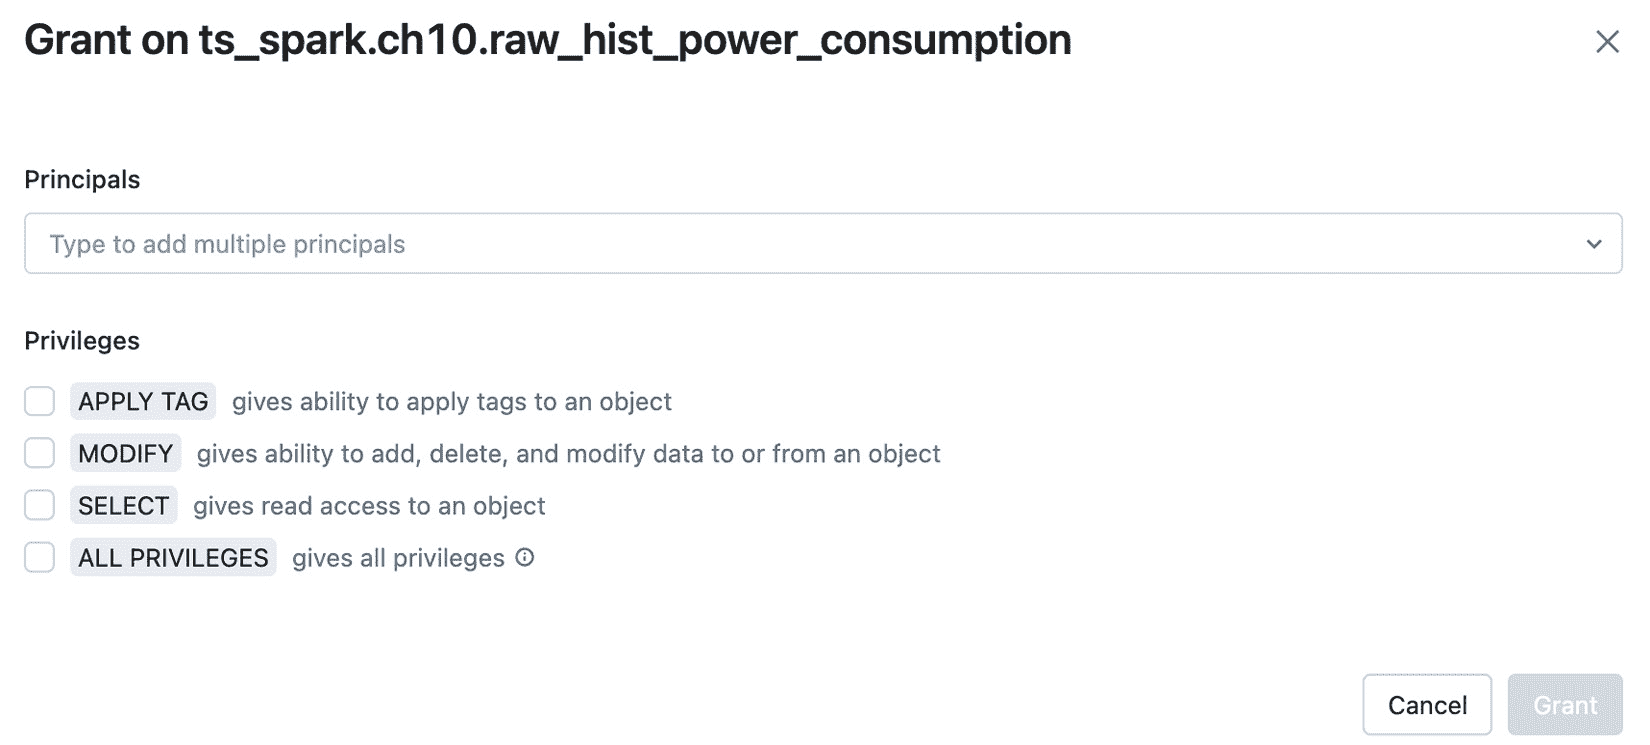 Grant on ts_spark.ch10.raw_hist_power_consumption
Principals
Type to add multiple principals
Privileges
APPLY TAG gives ability to apply tags to an object
MODIFY gives ability to add, delete, and modify data to or from an object
SELECT gives read access to an object
ALL PRIVILEGES gives all privileges
Cancel Grant